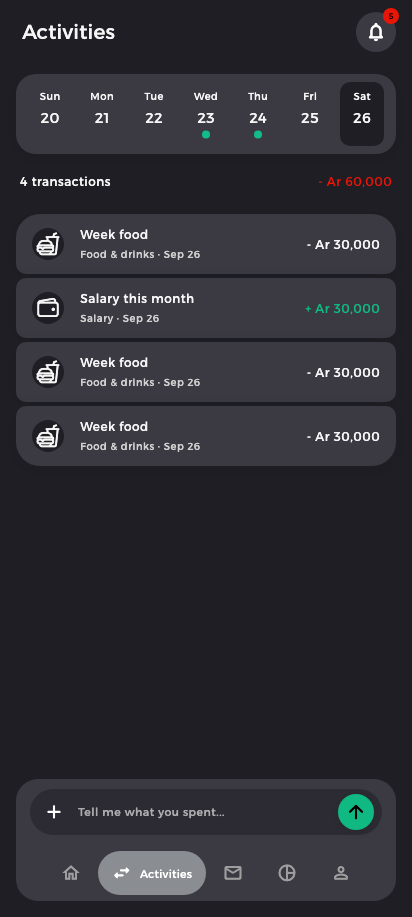 Activities
5
Sun Mon Tue Wed Thu Fri Sat
20 21 22 23 24 25 26
4 transactions - Ar 60,000
Week food
Food & drinks · Sep 26
- Ar 30,000
Salary this month
Salary · Sep 26
+ Ar 30,000
Week food
Food & drinks · Sep 26
- Ar 30,000
Week food
Food & drinks · Sep 26
- Ar 30,000
Tell me what you spent...
Activities